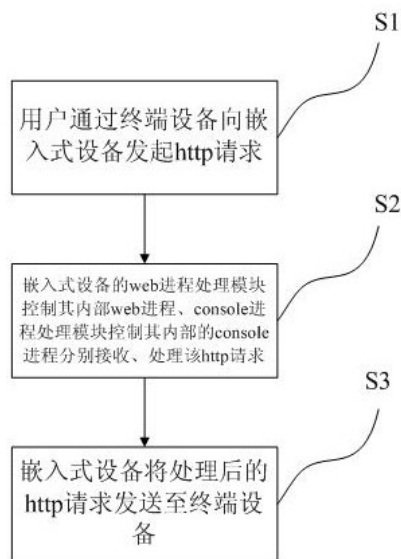 S1
用户通过终端设备向嵌
入式设备发起http请求
S2
嵌入式设备的web进程处理模块
控制其内部web进程、console进
程处理模块控制其内部的console
进程分别接收、处理该http请求
S3
嵌入式设备将处理后的
http请求发送至终端设
备